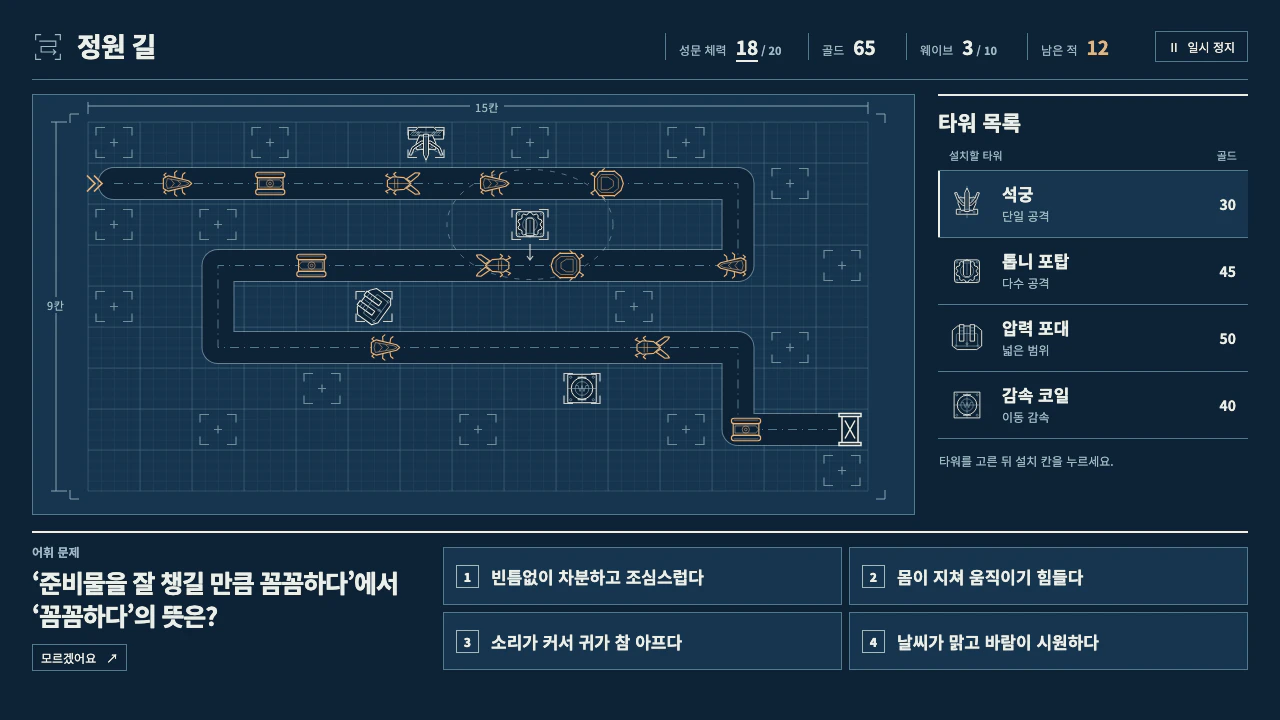 정원 길
성문 체력 18 / 20
골드 65
웨이브 3 / 10
남은 적 12
일시 정지
15칸
9칸
타워 목록
설치할 타워 골드
석궁
단일 공격
30
톱니 포탑
다수 공격
45
압력 포대
넓은 범위
50
감속 코일
이동 감속
40
타워를 고른 뒤 설치 칸을 누르세요.
어휘 문제
‘준비물을 잘 챙길 만큼 꼼꼼하다’에서
‘꼼꼼하다’의 뜻은?
모르겠어요 ↗
1 빈틈없이 차분하고 조심스럽다
2 몸이 지쳐 움직이기 힘들다
3 소리가 커서 귀가 참 아프다
4 날씨가 맑고 바람이 시원하다